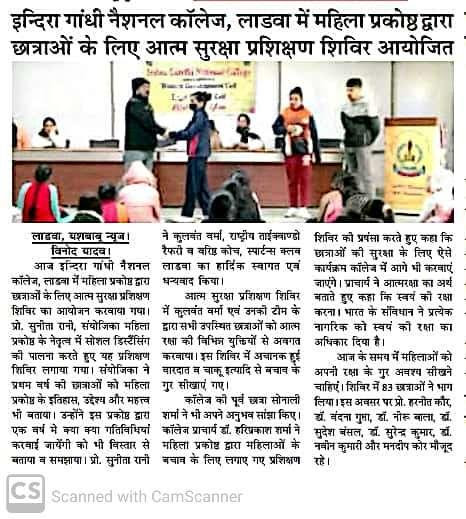 इन्दिरा गांधी नैशनल कॉलेज, लाडवा में महिला प्रकोष्ठ द्वारा
छात्राओं के लिए आत्म सुरक्षा प्रशिक्षण शिविर आयोजित
Indira Gandhi National College
Women Development Cell
लाडवा, यशबाबु न्यूज।
विनोद यादव।
आज इन्दिरा गांधी नैशनल
कॉलेज, लाडवा में महिला प्रकोष्ठ द्वारा
छात्राओं के लिए आत्म सुरक्षा प्रशिक्षण
शिविर का आयोजन करवाया गया।
प्रो. सुनीता रानी, संयोजिका महिला
प्रकोष्ठ के नेतृत्व में सोशल डिस्टैंसिंग
की पालना करते हुए यह प्रशिक्षण
शिविर लगाया गया। संयोजिका ने
प्रथम वर्ष की छात्राओं को महिला
प्रकोष्ठ के इतिहास, उद्देश्य और महत्त्व
भी बताया। उन्होंने इस प्रकोष्ठ द्वारा
एक वर्ष मे क्या क्या गतिविधियां
करवाई जायेंगी को भी विस्तार से
बताया व समझाया। प्रो. सुनीता रानी
ने कुलवंत वर्मा, राष्ट्रीय ताईक्वाण्डो
रैफरी व वरिष्ठ कोच, स्पार्टन्स क्लब
लाडवा का हार्दिक स्वागत एवं
धन्यवाद किया।
आत्म सुरक्षा प्रशिक्षण शिविर
में कुलवंत वर्मा एवं उनकी टीम के
द्वारा सभी उपस्थित छात्राओं को आत्म
रक्षा की विभिन्न युक्तियों से अवगत
करवाया। इस शिविर में अचानक हुई
वारदात व चाकू इत्यादि से बचाव के
गुर सीखाएं गए।
कॉलेज की पूर्व छात्रा सोनाली
शर्मा ने भी अपने अनुभव सांझा किए।
कॉलेज प्राचार्य डॉ. हरिप्रकाश शर्मा ने
महिला प्रकोष्ठ द्वारा महिलाओं के
बचाव के लिए लगाए गए प्रशिक्षण
शिविर की प्रषंसा करते हुए कहा कि
छात्राओं की सुरक्षा के लिए ऐसे
कार्यक्रम कॉलेज में आगे भी करवाएं
जाएंगे। प्राचार्य ने आत्मरक्षा का अर्थ
बताते हुए कहा कि स्वयं की रक्षा
करना। भारत के संविधान ने प्रत्येक
नागरिक को स्वयं की रक्षा का
अधिकार दिया है।
आज के समय में महिलाओं को
अपनी रक्षा के गुर अवश्य सीखने
चाहिएं। शिविर में 83 छात्राओं ने भाग
लिया। इस अवसर पर प्रो. हरनीत कौर,
डॉ. वंदना गुप्ता, डॉ. नीरू बाला, डॉ.
सुदेश बंसल, डॉ. सुरेन्द्र कुमार, डॉ.
नवीन कुमारी और मनदीप कौर मौजूद
रहे।
CS Scanned with CamScanner